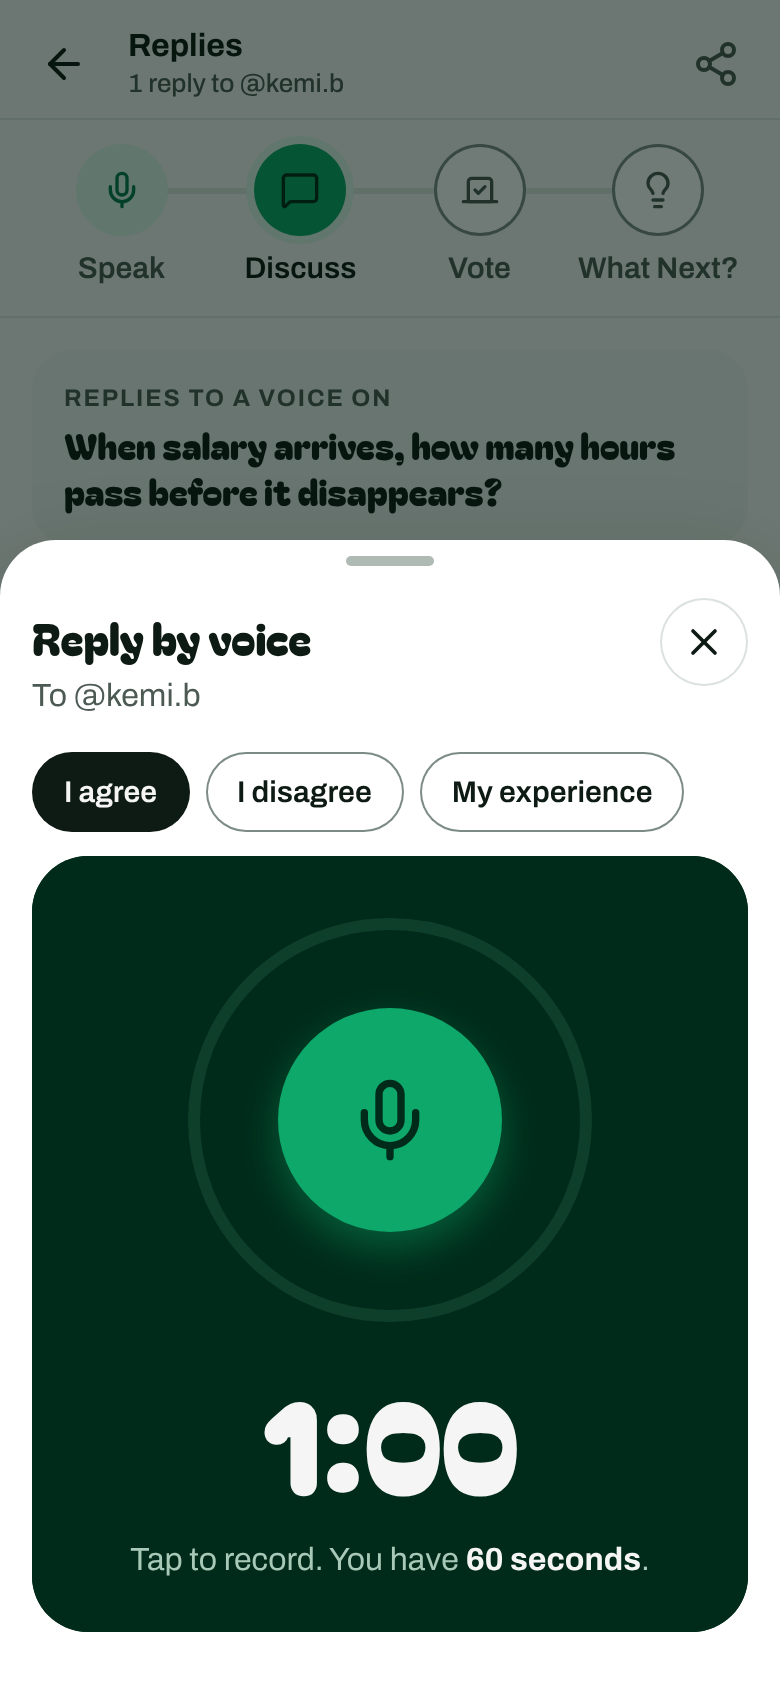 Replies
1 reply to @kemi.b
Speak
Discuss
Vote
What Next?
REPLIES TO A VOICE ON
When salary arrives, how many hours
pass before it disappears?
Reply by voice
To @kemi.b
I agree
I disagree
My experience
1:00
Tap to record. You have 60 seconds.